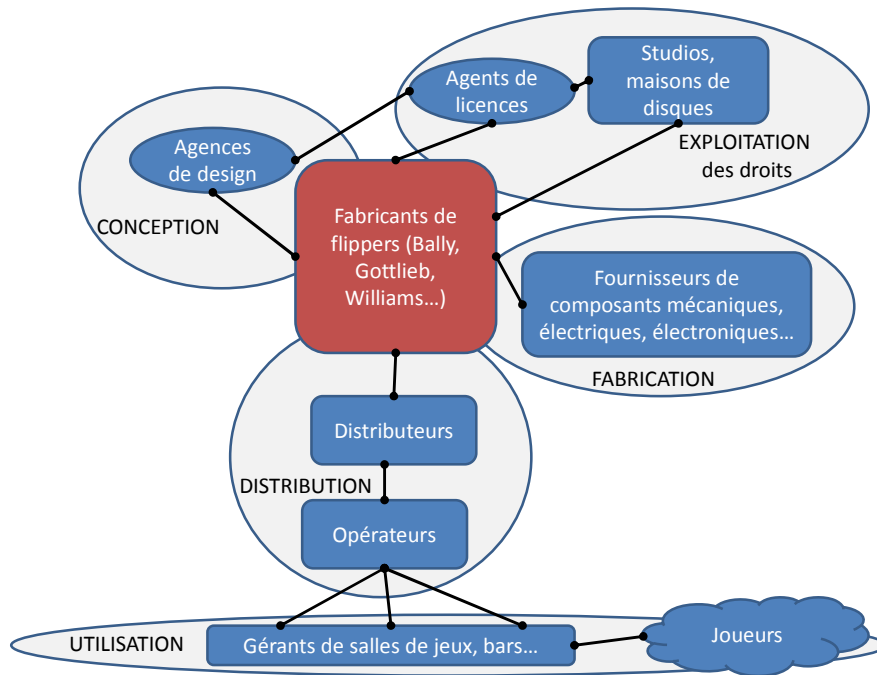 Agents de
licences
Studios,
maisons de
disques
EXPLOITATION
des droits
Agences
de design
CONCEPTION
Fabricants de
flippers (Bally,
Gottlieb,
Williams…)
Fournisseurs de
composants mécaniques,
électriques, électroniques…
FABRICATION
Distributeurs
DISTRIBUTION
Opérateurs
UTILISATION
Gérants de salles de jeux, bars…
Joueurs